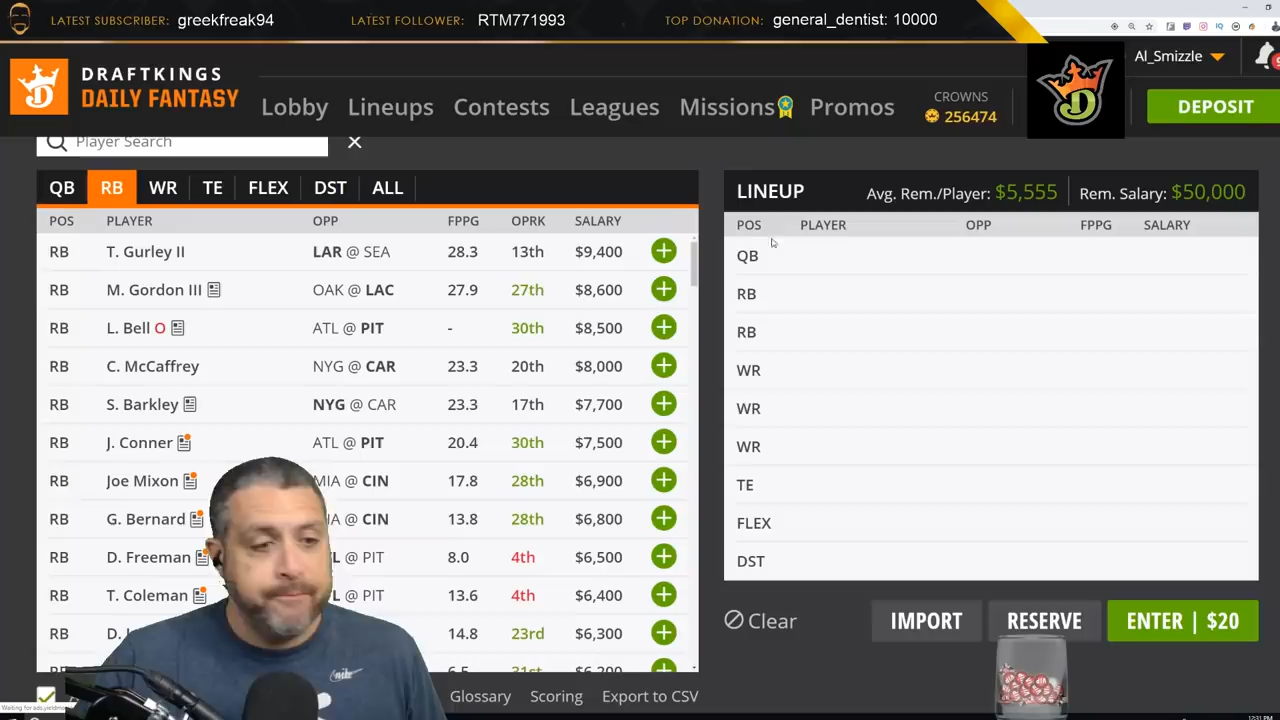 LATEST SUBSCRIBER: greekfreak94 LATEST FOLLOWER: RTM771993 TOP DONATION: general_dentist: 10000
DRAFTKINGS
DAILY FANTASY
Lobby Lineups Contests Leagues Missions Promos
CROWNS
256474
Al_Smizzle
DEPOSIT
Player Search
QB RB WR TE FLEX DST ALL
POS PLAYER OPP FPPG OPRK SALARY
RB T. Gurley II LAR @ SEA 28.3 13th $9,400
RB M. Gordon III OAK @ LAC 27.9 27th $8,600
RB L. Bell O ATL @ PIT - 30th $8,500
RB C. McCaffrey NYG @ CAR 23.3 20th $8,000
RB S. Barkley NYG @ CAR 23.3 17th $7,700
RB J. Conner ATL @ PIT 20.4 30th $7,500
RB Joe Mixon MIA @ CIN 17.8 28th $6,900
RB G. Bernard @ CIN 13.8 28th $6,800
RB D. Freeman @ PIT 8.0 4th $6,500
RB T. Coleman @ PIT 13.6 4th $6,400
RB D. 14.8 23rd $6,300
LINEUP Avg. Rem./Player: $5,555 Rem. Salary: $50,000
POS PLAYER OPP FPPG SALARY
QB
RB
RB
WR
WR
WR
TE
FLEX
DST
Clear IMPORT RESERVE ENTER | $20
Glossary Scoring Export to CSV
12:31 PM